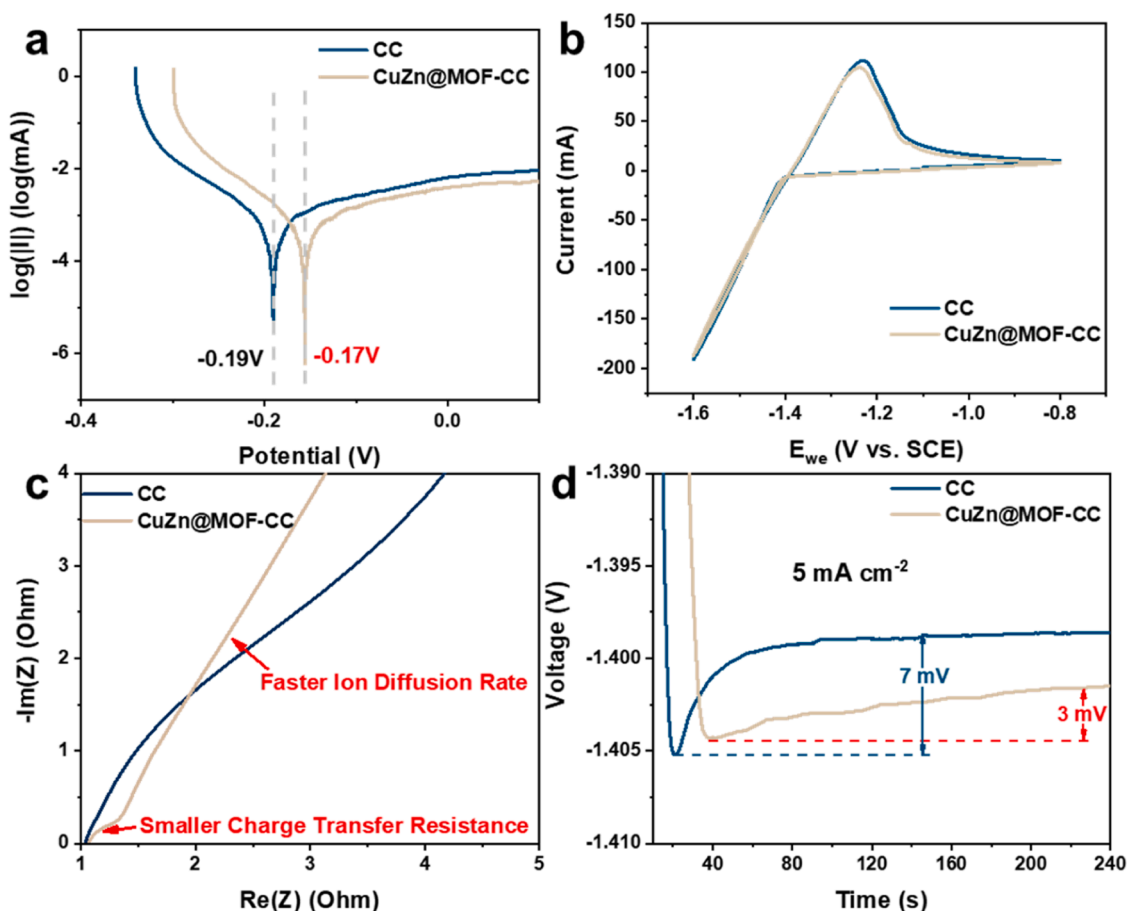 a
CC
CuZn@MOF-CC
0
-2
-4
-6
log(|I|) (log(mA))
-0.19V
-0.17V
-0.4
-0.2
0.0
Potential (V)
b
150
100
50
0
-50
-100
-150
-200
Current (mA)
CC
CuZn@MOF-CC
-1.6
-1.4
-1.2
-1.0
-0.8
E_we (V vs. SCE)
c
CC
CuZn@MOF-CC
4
3
2
1
0
-Im(Z) (Ohm)
Faster Ion Diffusion Rate
Smaller Charge Transfer Resistance
1
2
3
4
5
Re(Z) (Ohm)
d
CC
CuZn@MOF-CC
-1.390
-1.395
-1.400
-1.405
-1.410
Voltage (V)
5 mA cm⁻²
7 mV
3 mV
40
80
120
160
200
240
Time (s)